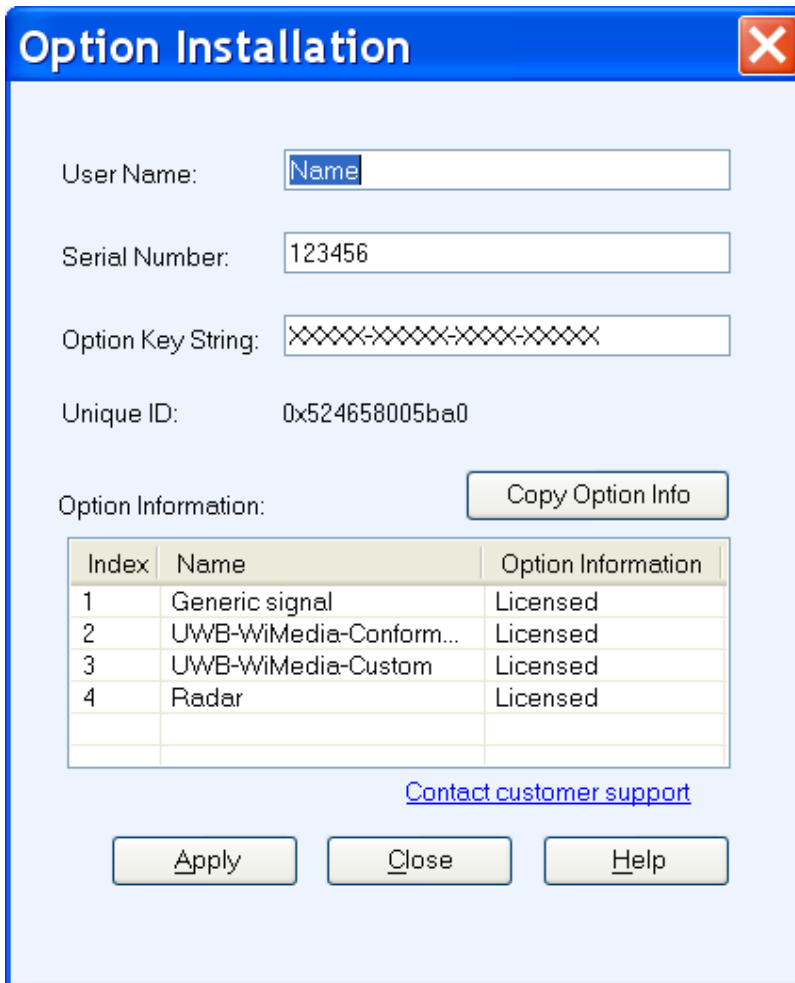 Option Installation
User Name: Name
Serial Number: 123456
Option Key String: XXXXX-XXXXX-XXXX-XXXXX
Unique ID: 0x524658005ba0
Option Information: Copy Option Info
Index Name Option Information
1 Generic signal Licensed
2 UWB-WiMedia-Conform... Licensed
3 UWB-WiMedia-Custom Licensed
4 Radar Licensed
Contact customer support
Apply Close Help